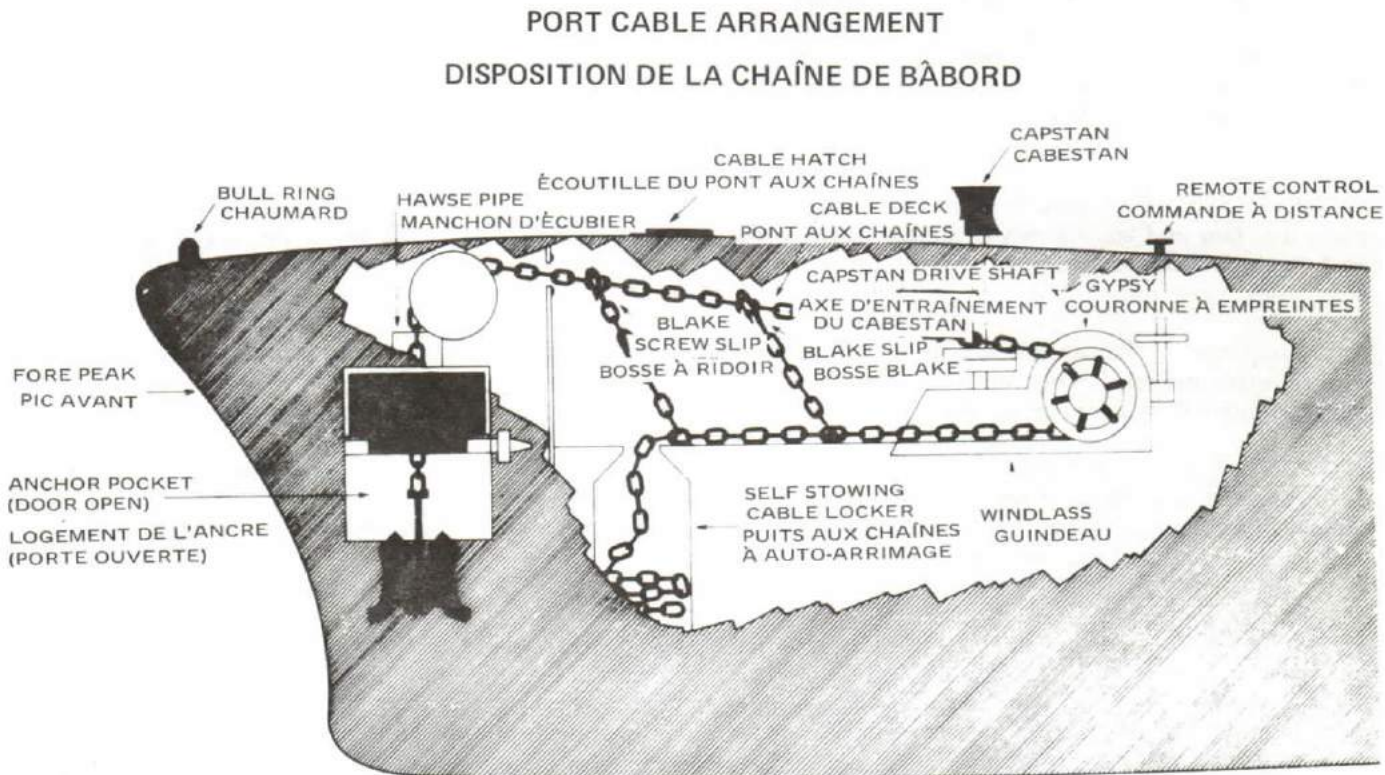 PORT CABLE ARRANGEMENT
DISPOSITION DE LA CHAÎNE DE BÂBORD
CAPSTAN
CABESTAN
CABLE HATCH
ÉCOUTILLE DU PONT AUX CHAÎNES
BULL RING
CHAUMARD
HAWSE PIPE
MANCHON D'ÉCUBIER
CABLE DECK
PONT AUX CHAÎNES
REMOTE CONTROL
COMMANDE À DISTANCE
CAPSTAN DRIVE SHAFT
AXE D'ENTRAÎNEMENT
DU CABESTAN
GYPSY
COURONNE À EMPREINTES
BLAKE
SCREW SLIP
BOSSE À RIDOIR
BLAKE SLIP
BOSSE BLAKE
FORE PEAK
PIC AVANT
ANCHOR POCKET
(DOOR OPEN)
LOGEMENT DE L'ANCRE
(PORTE OUVERTE)
SELF STOWING
CABLE LOCKER
PUITS AUX CHAÎNES
À AUTO-ARRIMAGE
WINDLASS
GUINDEAU